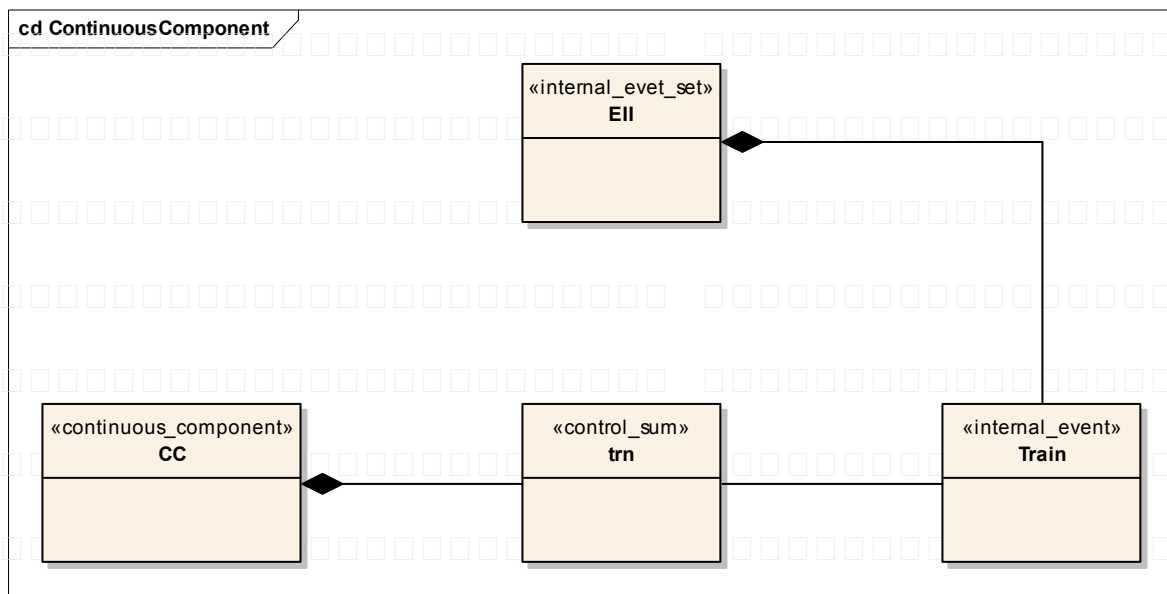 cd ContinuousComponent
«internal_evet_set»
EII
«continuous_component»
CC
«control_sum»
trn
«internal_event»
Train